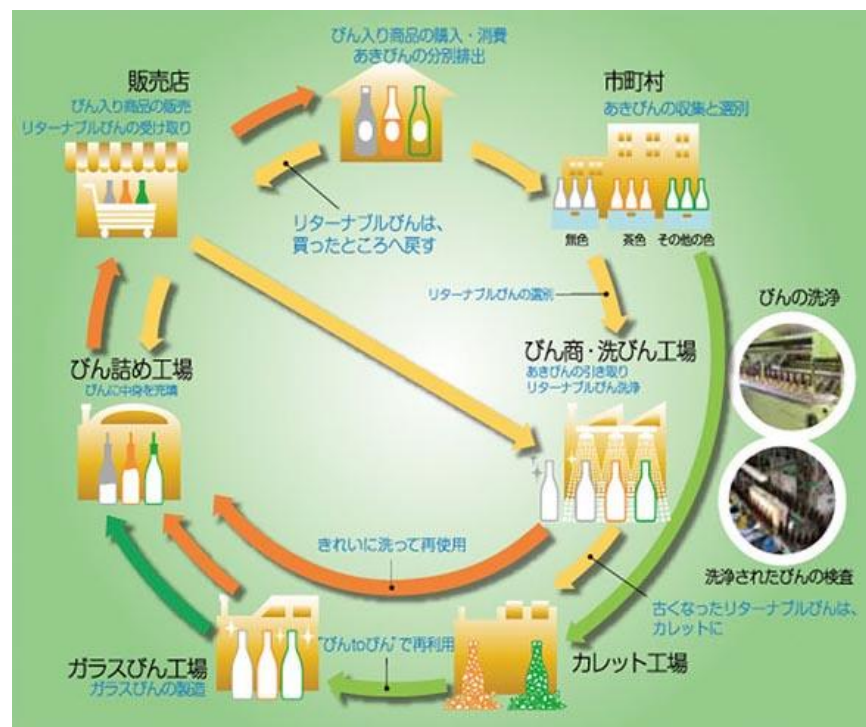 びん入り商品の購入・消費
あきびんの分別排出
販売店
びん入り商品の販売
リターナブルびんの受け取り
市町村
あきびんの収集と選別
無色
茶色
その他の色
リターナブルびんは、
買ったところへ戻す
リターナブルびんの選別
びんの洗浄
びん商・洗びん工場
あきびんの引き取り
リターナブルびん洗浄
びん詰め工場
びんに中身を充填
きれいに洗って再使用
洗浄されたびんの検査
古くなったリターナブルびんは、
カレットに
"びんtoびん"で再利用
ガラスびん工場
ガラスびんの製造
カレット工場